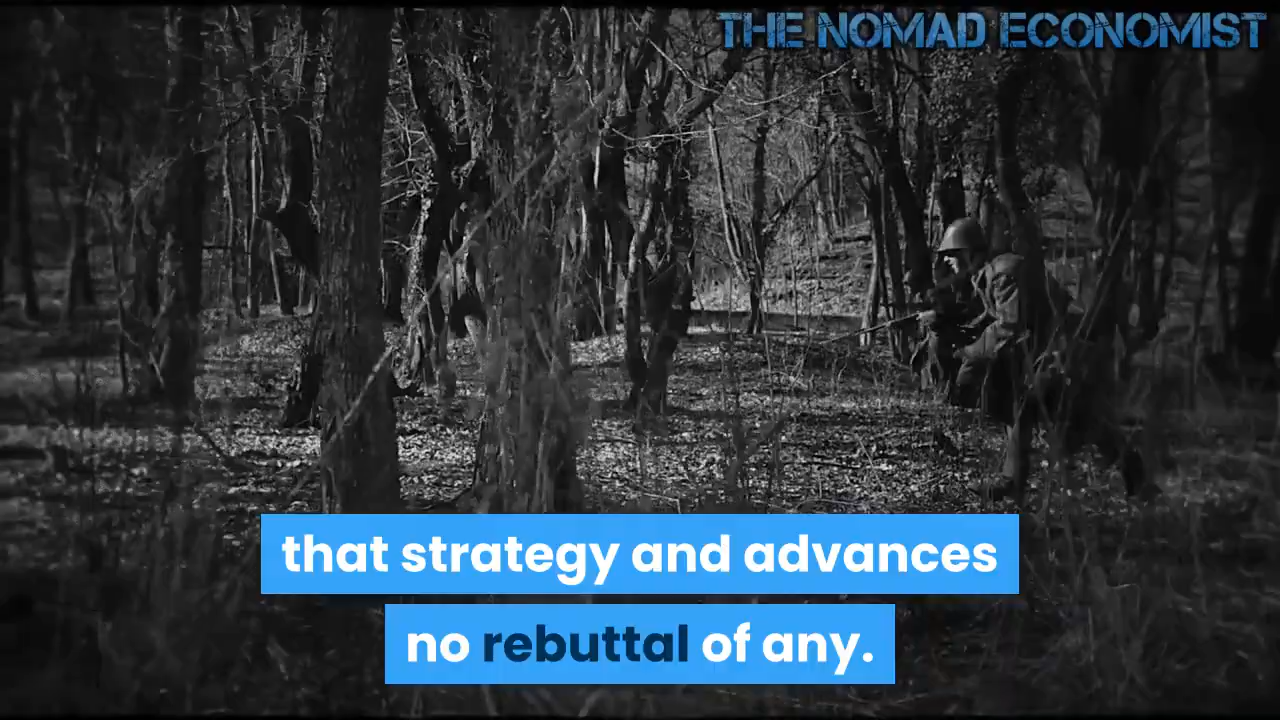 THE NOMAD ECONOMIST
that strategy and advances
no rebuttal of any.